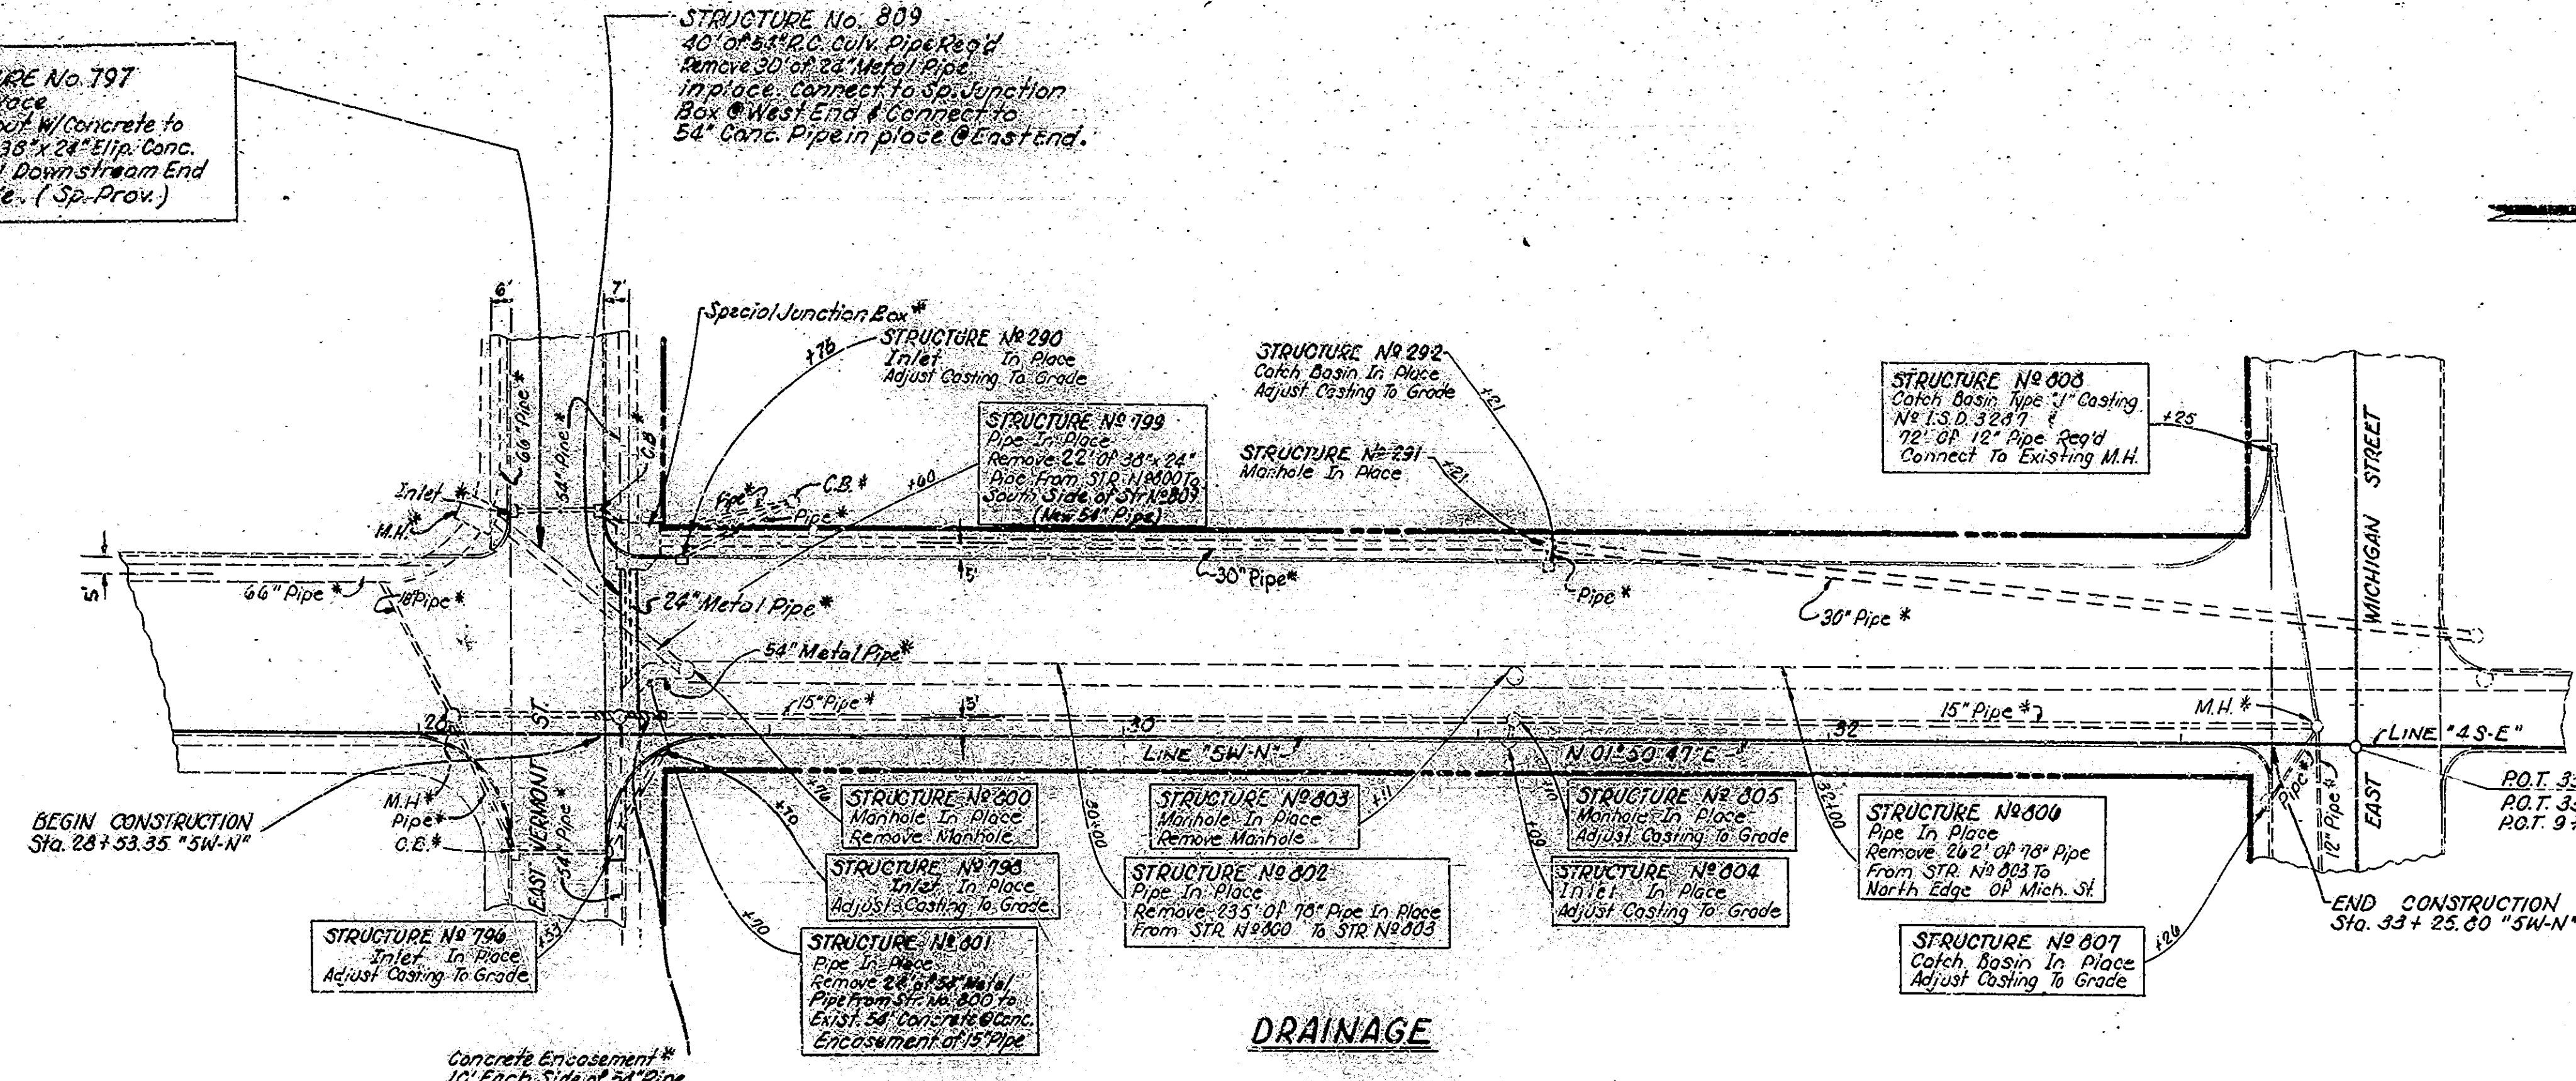 STRUCTURE No. 809
40' of 54" R.C. Culv. Pipe Req'd
Remove 30' of 24" Metal Pipe
in place. Connect to Sp. Junction
Box @ West End & Connect to
54" Conc. Pipe in place @ East End.
URE No. 797
W/Concrete to
38" x 24" Elip. Conc.
Downstream End
(Sp. Prov.)
6'
7'
Special Junction Box *
+76
STRUCTURE Nº 290
Inlet In Place
Adjust Casting To Grade
STRUCTURE Nº 292
Catch Basin In Place
Adjust Casting To Grade
+21
STRUCTURE Nº 291
Manhole In Place
+21
STRUCTURE Nº 799
Pipe In Place
Remove 22' Of 38" x 24"
Pipe From STR. Nº 800 To
South Side of Str Nº 809
(New 54" Pipe)
+60
STRUCTURE Nº 808
Catch Basin Type "J" Casting
Nº I.S.D. 3287 &
72' Of 12" Pipe Req'd
Connect To Existing M.H.
+25
EAST MICHIGAN STREET
66" Pipe *
54" Pipe *
C.B. *
Inlet *
M.H. *
Pipe *
C.B. *
Pipe *
5'
66" Pipe *
18" Pipe *
24" Metal Pipe *
5'
30" Pipe *
Pipe *
30" Pipe *
54" Metal Pipe *
15" Pipe *
5'
15" Pipe *
M.H. *
28
30
32
LINE "5W-N"
N 01° 50' 47" E
LINE "4 S-E"
P.O.T.
P.O.T.
P.O.T. 9+
BEGIN CONSTRUCTION
Sta. 28+53.35 "5W-N"
M.H *
Pipe *
C.B. *
EAST VERMONT ST.
54" Pipe *
+53
+70
+76
+70
STRUCTURE Nº 800
Manhole In Place
Remove Manhole
30+00
STRUCTURE Nº 803
Manhole In Place
Remove Manhole
+11
+10
+09
STRUCTURE Nº 805
Manhole In Place
Adjust Casting To Grade
32+00
STRUCTURE Nº 806
Pipe In Place
Remove 262' Of 78" Pipe
From STR. Nº 803 To
North Edge Of Mich. St.
Pipe *
12" Pipe *
END CONSTRUCTION
Sta. 33+25.80 "5W-N"
STRUCTURE Nº 798
Inlet In Place
Adjust Casting To Grade
STRUCTURE Nº 802
Pipe In Place
Remove 235' Of 78" Pipe In Place
From STR. Nº 800 To STR Nº 803
STRUCTURE Nº 804
Inlet In Place
Adjust Casting To Grade
STRUCTURE Nº 796
Inlet In Place
Adjust Casting To Grade
STRUCTURE Nº 801
Pipe In Place
Remove of 54" Metal
Pipe From Str. No. 800 to
Exist. 54" Concrete @ Conc.
Encasement of 15" Pipe
STRUCTURE Nº 807
Catch Basin In Place
Adjust Casting To Grade
+26
Concrete Encasement *
10' Each Side of 54" Pipe
DRAINAGE